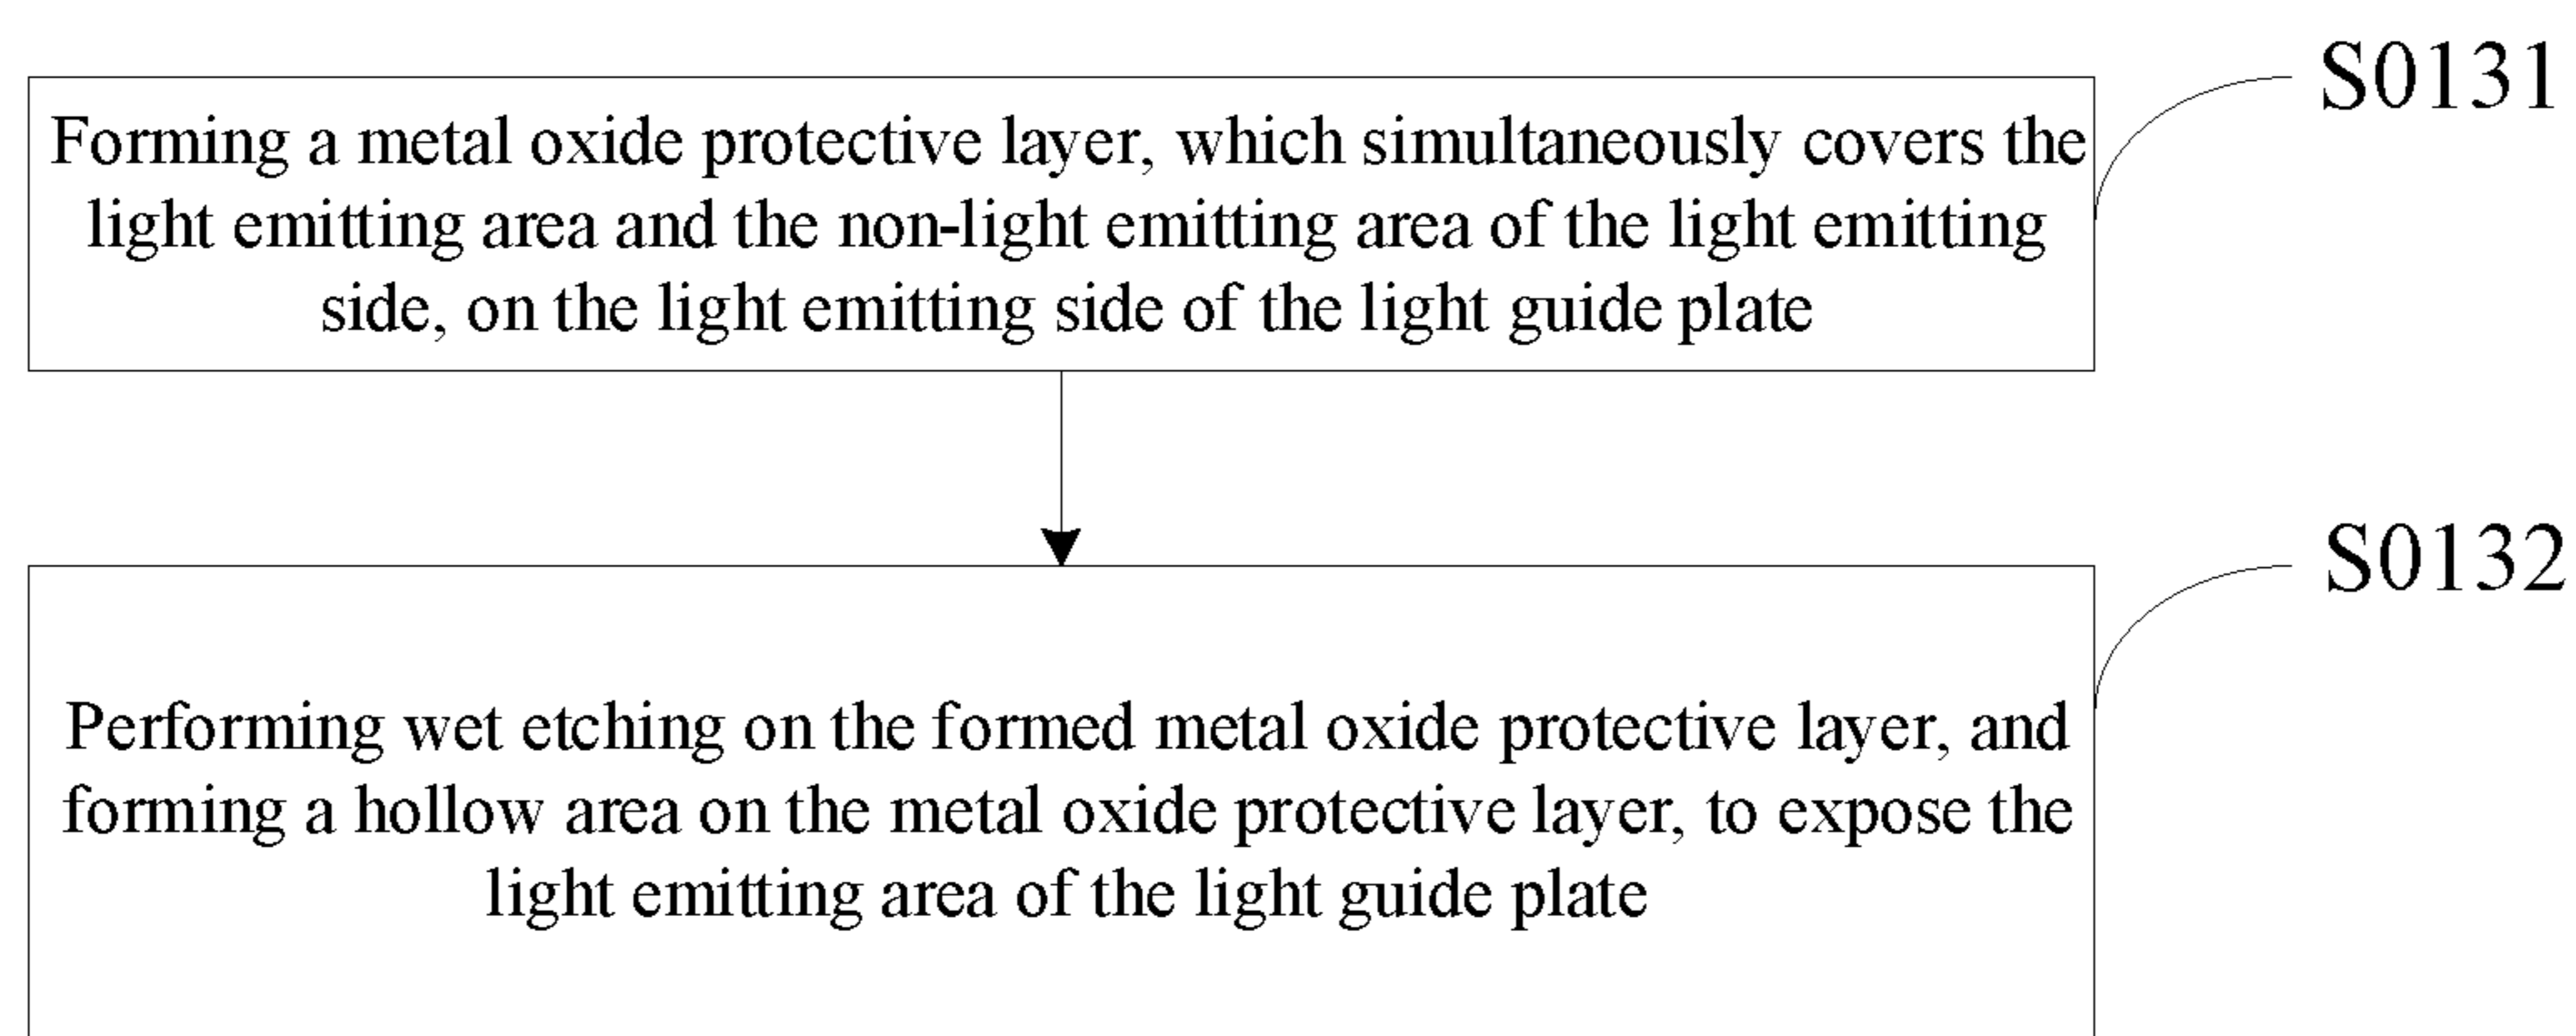 S0131
Forming a metal oxide protective layer, which simultaneously covers the
light emitting area and the non-light emitting area of the light emitting
side, on the light emitting side of the light guide plate
S0132
Performing wet etching on the formed metal oxide protective layer, and
forming a hollow area on the metal oxide protective layer, to expose the
light emitting area of the light guide plate